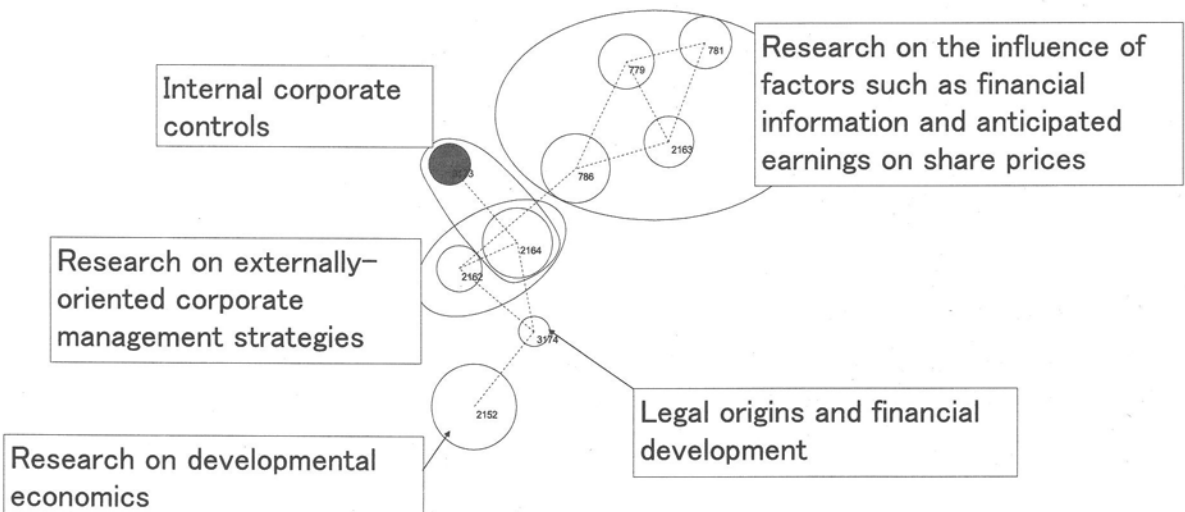 Research on the influence of
factors such as financial
information and anticipated
earnings on share prices
Internal corporate
controls
779
781
2163
786
2164
2162
Research on externally-
oriented corporate
management strategies
3174
2152
Legal origins and financial
development
Research on developmental
economics